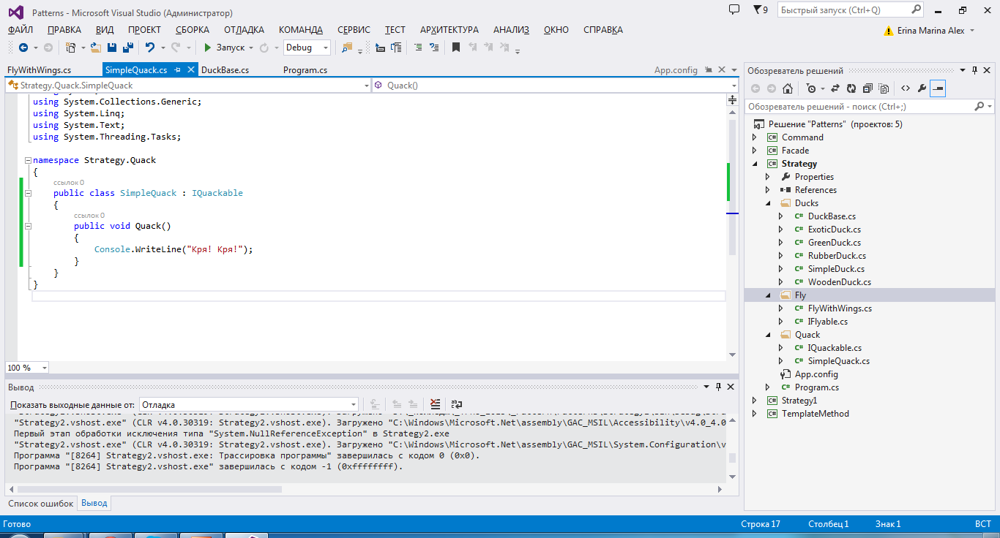 Patterns - Microsoft Visual Studio (Администратор)
9
Быстрый запуск (Ctrl+Q)
ФАЙЛ ПРАВКА ВИД ПРОЕКТ СБОРКА ОТЛАДКА КОМАНДА СЕРВИС ТЕСТ АРХИТЕКТУРА АНАЛИЗ ОКНО СПРАВКА
Erina Marina Alex
Запуск
Debug
FlyWithWings.cs
SimpleQuack.cs
DuckBase.cs
Program.cs
App.config
Strategy.Quack.SimpleQuack
Quack()
using System.Collections.Generic;
using System.Linq;
using System.Text;
using System.Threading.Tasks;
namespace Strategy.Quack
{
ссылок 0
public class SimpleQuack : IQuackable
{
ссылок 0
public void Quack()
{
Console.WriteLine("Кря! Кря!");
}
}
}
100 %
Вывод
Показать выходные данные от: Отладка
"Strategy2.vshost.exe" (CLR v4.0.30319: Strategy2.vshost.exe). Загружено "C:\Windows\Microsoft.Net\assembly\GAC_MSIL\Accessibility\v4.0_4.0
Первый этап обработки исключения типа "System.NullReferenceException" в Strategy2.exe
"Strategy2.vshost.exe" (CLR v4.0.30319: Strategy2.vshost.exe). Загружено "C:\Windows\Microsoft.Net\assembly\GAC_MSIL\System.Configuration\v
Программа "[8264] Strategy2.vshost.exe: Трассировка программы" завершилась с кодом 0 (0x0).
Программа "[8264] Strategy2.vshost.exe" завершилась с кодом -1 (0xffffffff).
Список ошибок
Вывод
Обозреватель решений
Обозреватель решений - поиск (Ctrl+;)
Решение "Patterns" (проектов: 5)
C# Command
C# Facade
C# Strategy
Properties
References
Ducks
C# DuckBase.cs
C# ExoticDuck.cs
C# GreenDuck.cs
C# RubberDuck.cs
C# SimpleDuck.cs
C# WoodenDuck.cs
Fly
C# FlyWithWings.cs
C# IFlyable.cs
Quack
C# IQuackable.cs
C# SimpleQuack.cs
App.config
C# Program.cs
C# Strategy1
C# TemplateMethod
Готово
Строка 17
Столбец 1
Знак 1
ВСТ